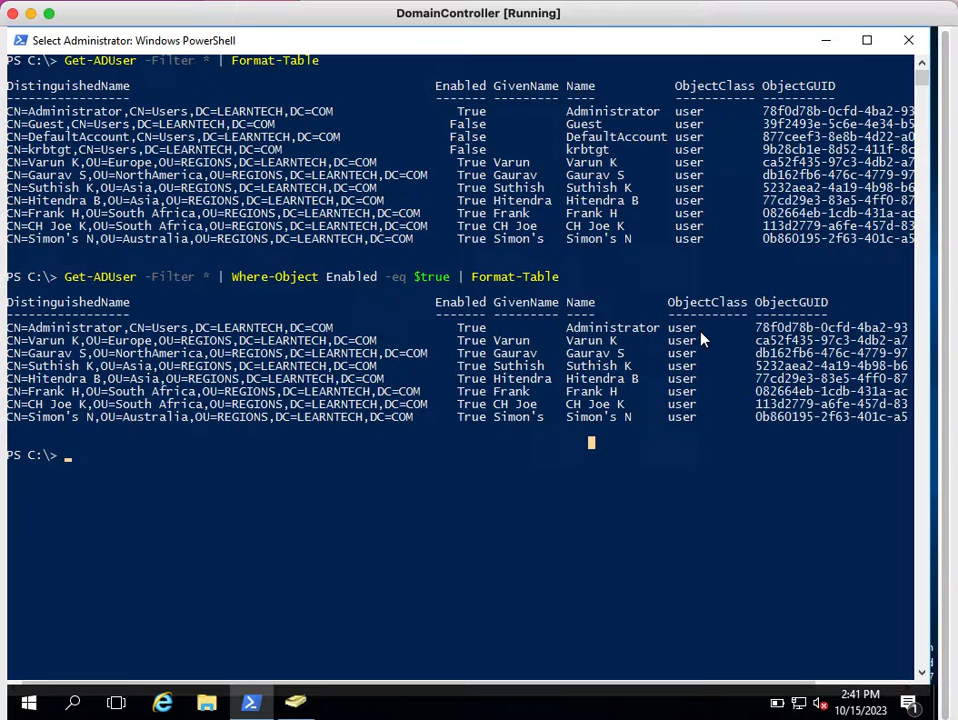 DomainController [Running]
Select Administrator: Windows PowerShell
PS C:\> Get-ADUser -Filter * | Format-Table
DistinguishedName Enabled GivenName Name ObjectClass ObjectGUID
----------------- ------- --------- ---- ----------- ----------
CN=Administrator,CN=Users,DC=LEARNTECH,DC=COM True Administrator user 78f0d78b-0cfd-4ba2-93
CN=Guest,CN=Users,DC=LEARNTECH,DC=COM False Guest user 39f2493e-5c6e-4e34-b5
CN=DefaultAccount,CN=Users,DC=LEARNTECH,DC=COM False DefaultAccount user 877ceef3-8e8b-4d22-a0
CN=krbtgt,CN=Users,DC=LEARNTECH,DC=COM False krbtgt user 9b28cb1e-8d52-411f-8c
CN=Varun K,OU=Europe,OU=REGIONS,DC=LEARNTECH,DC=COM True Varun Varun K user ca52f435-97c3-4db2-a7
CN=Gaurav S,OU=NorthAmerica,OU=REGIONS,DC=LEARNTECH,DC=COM True Gaurav Gaurav S user db162fb6-476c-4779-97
CN=Suthish K,OU=Asia,OU=REGIONS,DC=LEARNTECH,DC=COM True Suthish Suthish K user 5232aea2-4a19-4b98-b6
CN=Hitendra B,OU=Asia,OU=REGIONS,DC=LEARNTECH,DC=COM True Hitendra Hitendra B user 77cd29e3-83e5-4ff0-87
CN=Frank H,OU=South Africa,OU=REGIONS,DC=LEARNTECH,DC=COM True Frank Frank H user 082664eb-1cdb-431a-ac
CN=CH Joe K,OU=South Africa,OU=REGIONS,DC=LEARNTECH,DC=COM True CH Joe CH Joe K user 113d2779-a6fe-457d-83
CN=Simon's N,OU=Australia,OU=REGIONS,DC=LEARNTECH,DC=COM True Simon's Simon's N user 0b860195-2f63-401c-a5
PS C:\> Get-ADUser -Filter * | Where-Object Enabled -eq $true | Format-Table
DistinguishedName Enabled GivenName Name ObjectClass ObjectGUID
----------------- ------- --------- ---- ----------- ----------
CN=Administrator,CN=Users,DC=LEARNTECH,DC=COM True Administrator user 78f0d78b-0cfd-4ba2-93
CN=Varun K,OU=Europe,OU=REGIONS,DC=LEARNTECH,DC=COM True Varun Varun K user ca52f435-97c3-4db2-a7
CN=Gaurav S,OU=NorthAmerica,OU=REGIONS,DC=LEARNTECH,DC=COM True Gaurav Gaurav S user db162fb6-476c-4779-97
CN=Suthish K,OU=Asia,OU=REGIONS,DC=LEARNTECH,DC=COM True Suthish Suthish K user 5232aea2-4a19-4b98-b6
CN=Hitendra B,OU=Asia,OU=REGIONS,DC=LEARNTECH,DC=COM True Hitendra Hitendra B user 77cd29e3-83e5-4ff0-87
CN=Frank H,OU=South Africa,OU=REGIONS,DC=LEARNTECH,DC=COM True Frank Frank H user 082664eb-1cdb-431a-ac
CN=CH Joe K,OU=South Africa,OU=REGIONS,DC=LEARNTECH,DC=COM True CH Joe CH Joe K user 113d2779-a6fe-457d-83
CN=Simon's N,OU=Australia,OU=REGIONS,DC=LEARNTECH,DC=COM True Simon's Simon's N user 0b860195-2f63-401c-a5
PS C:\> _
2:41 PM
10/15/2023
1